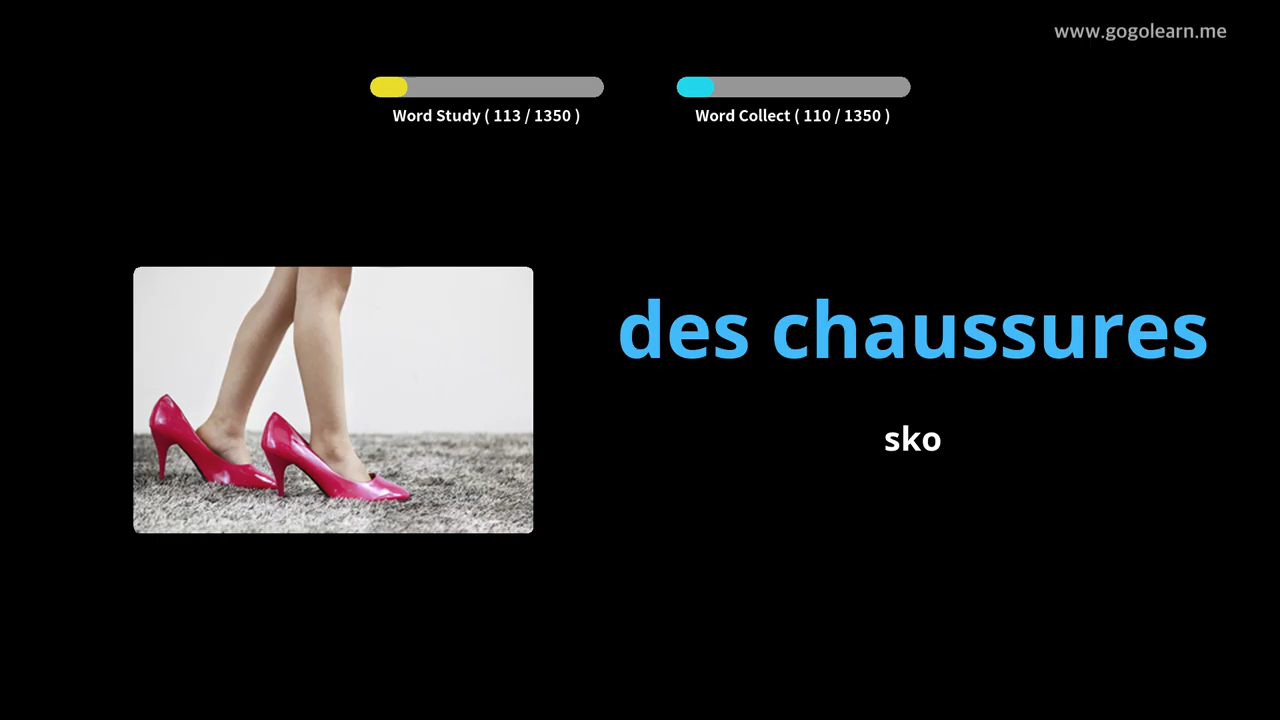 www.gogolearn.me
Word Study ( 113 / 1350 )
Word Collect ( 110 / 1350 )
des chaussures
sko